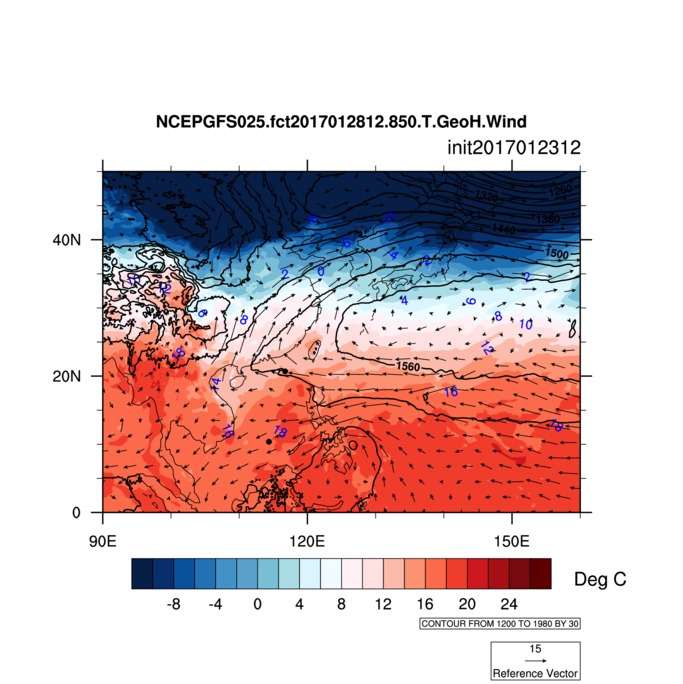 NCEPGFS025.fct2017012812.850.T.GeoH.Wind
init2017012312
1260
1320
1380
1440
1500
40N
1560
20N
0
90E
120E
150E
-8 -4 0 4 8 12 16 20 24
Deg C
CONTOUR FROM 1200 TO 1980 BY 30
15
Reference Vector